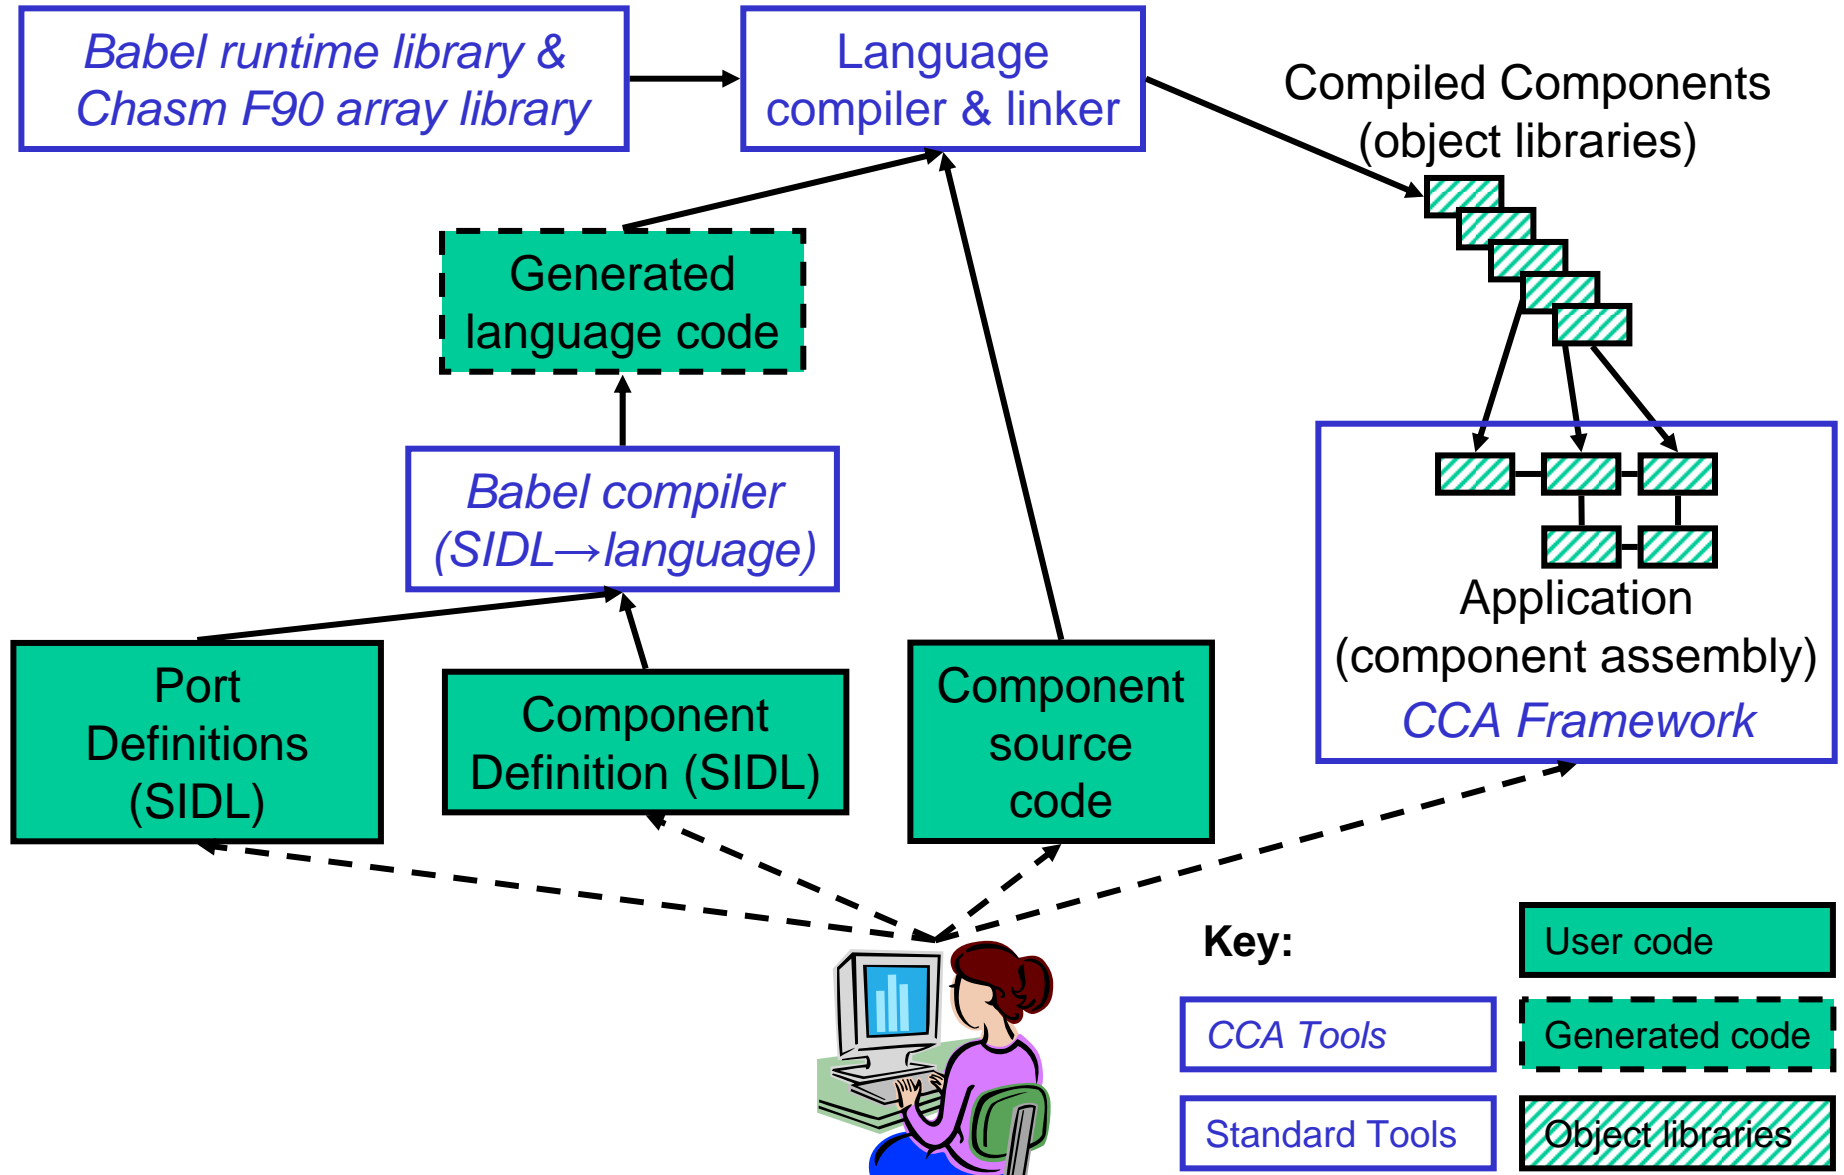 Babel runtime library &
Chasm F90 array library
Language
compiler & linker
Compiled Components
(object libraries)
Generated
language code
Babel compiler
(SIDL→language)
Port
Definitions
(SIDL)
Component
Definition (SIDL)
Component
source
code
Application
(component assembly)
CCA Framework
Key:
User code
CCA Tools
Generated code
Standard Tools
Object libraries